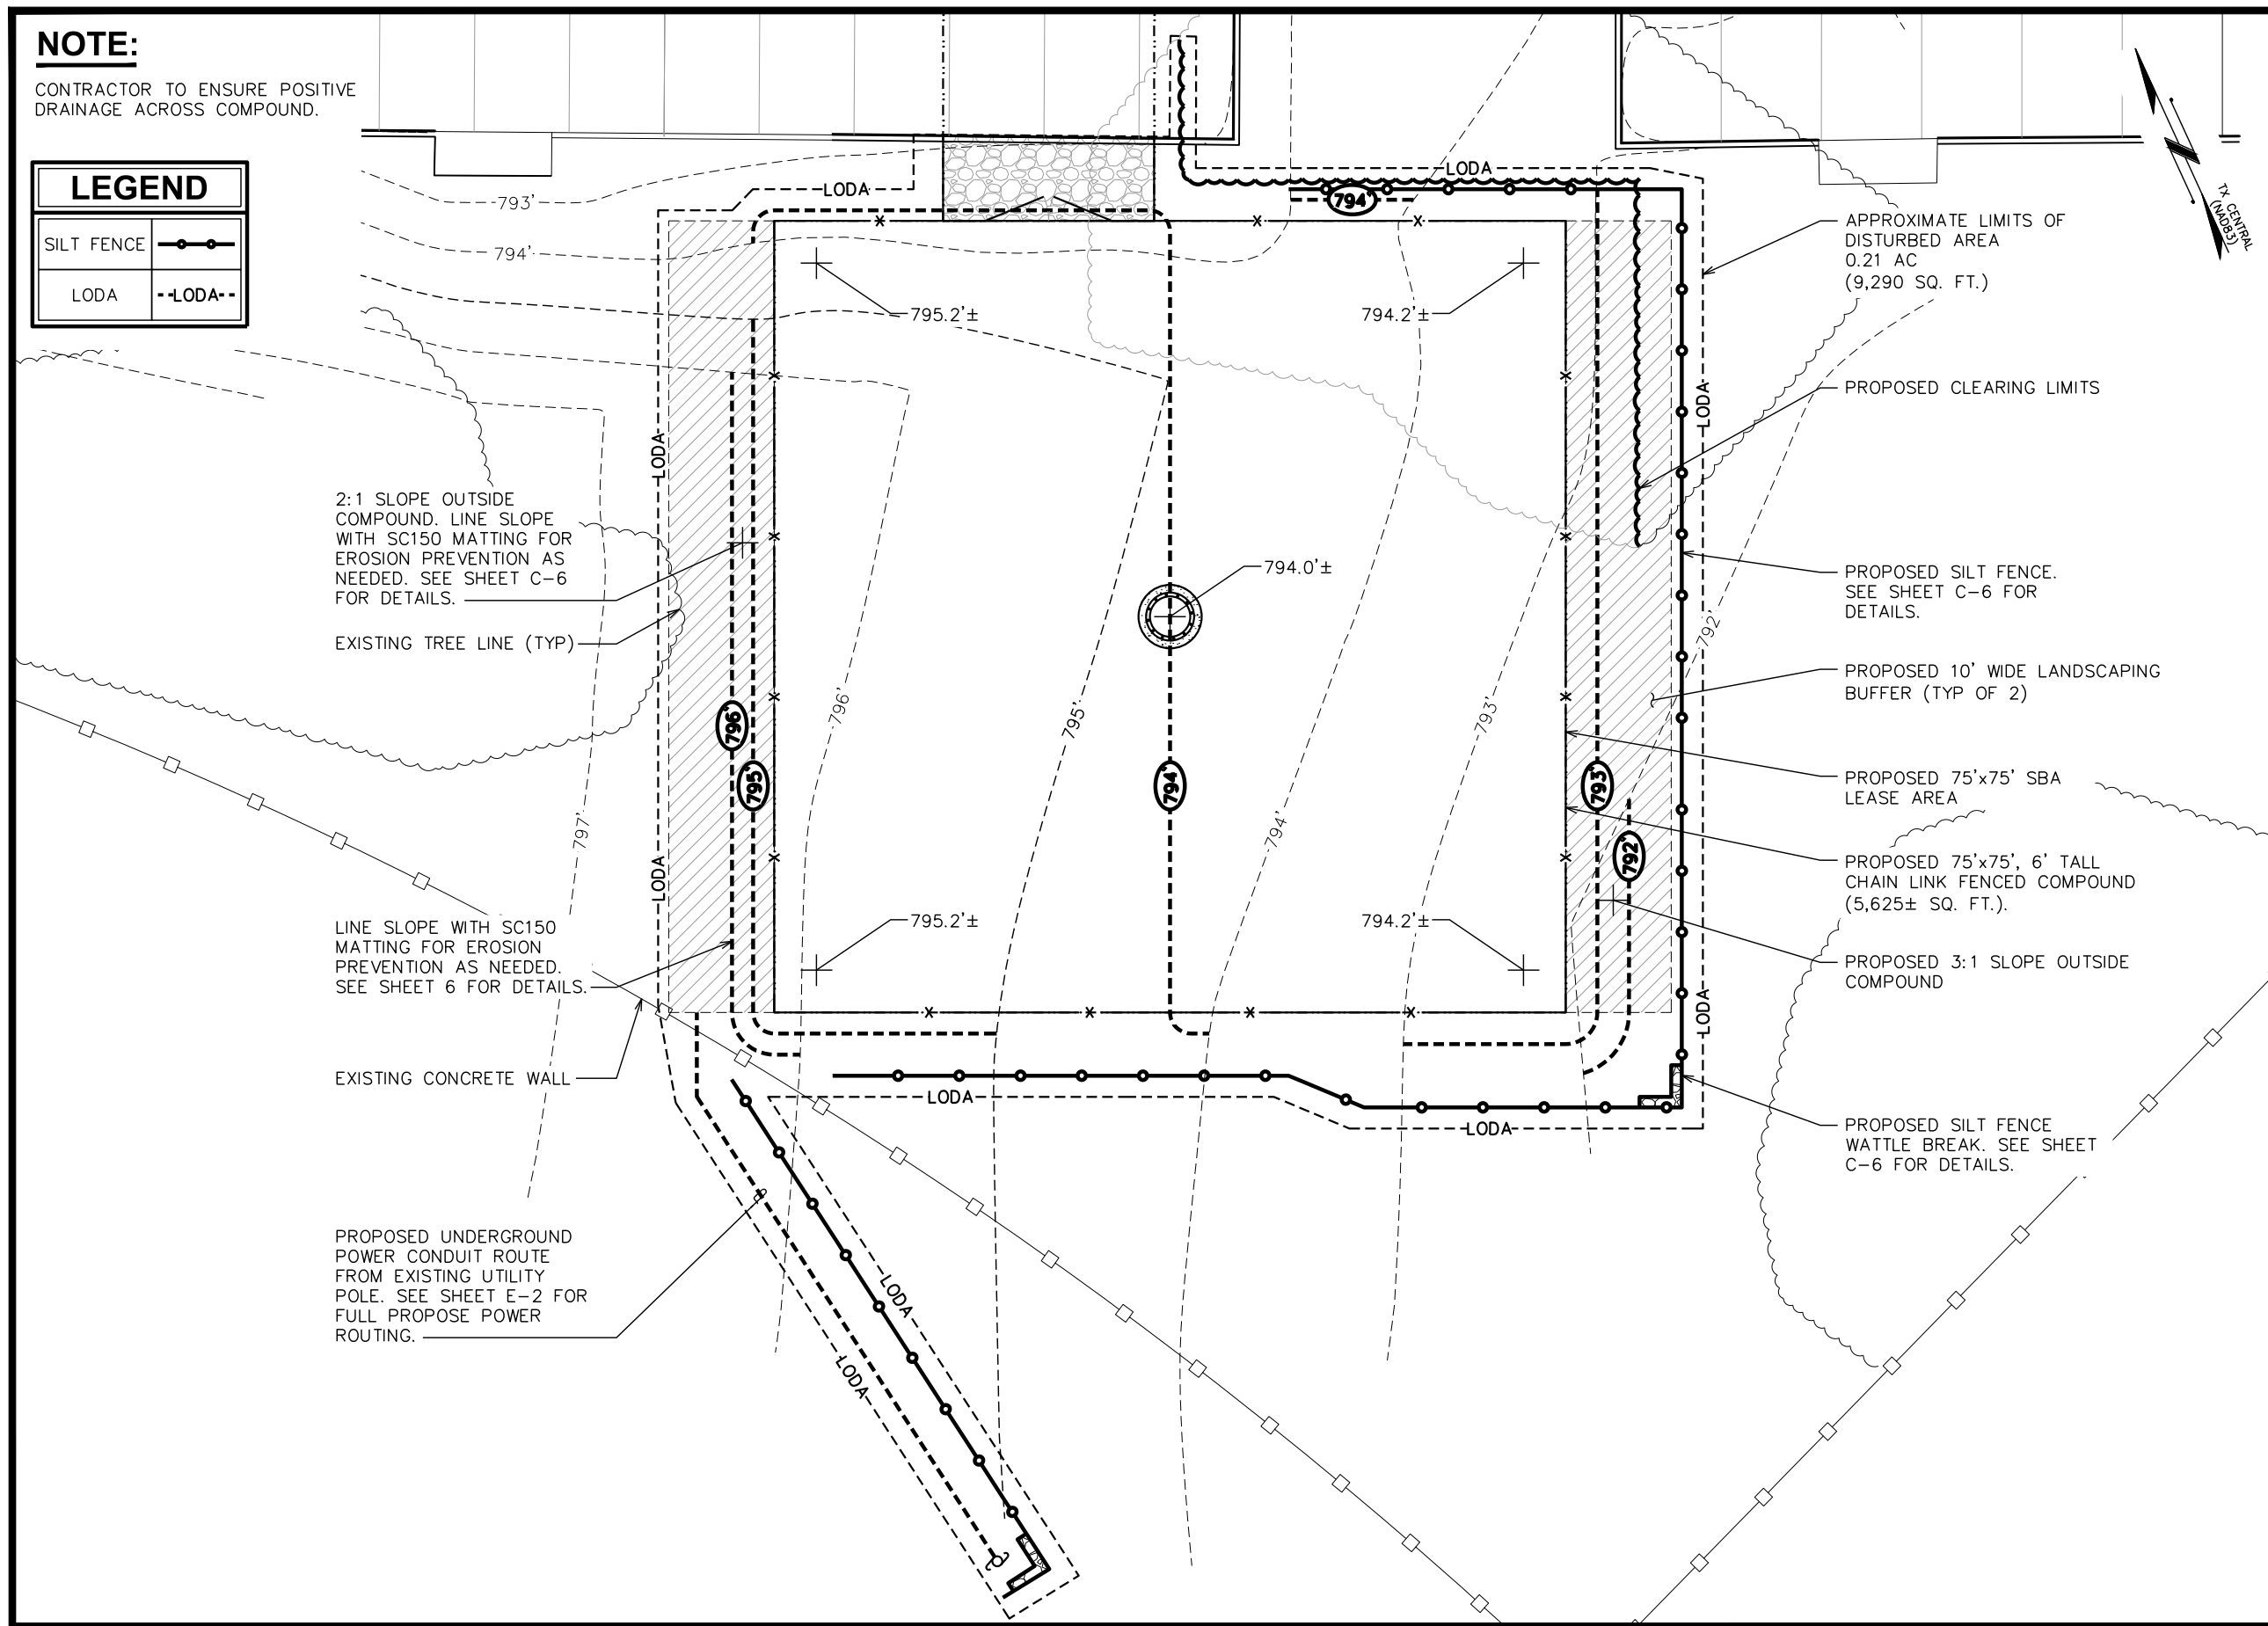 NOTE:
CONTRACTOR TO ENSURE POSITIVE
DRAINAGE ACROSS COMPOUND.
LEGEND
SILT FENCE
LODA
--LODA--
793'
794'
LODA
LODA
794'
795.2'±
794.2'±
TX CENTRAL
(NAD83)
APPROXIMATE LIMITS OF
DISTURBED AREA
0.21 AC
(9,290 SQ. FT.)
LODA
PROPOSED CLEARING LIMITS
LODA
2:1 SLOPE OUTSIDE
COMPOUND. LINE SLOPE
WITH SC150 MATTING FOR
EROSION PREVENTION AS
NEEDED. SEE SHEET C-6
FOR DETAILS.
EXISTING TREE LINE (TYP)
794.0'±
PROPOSED SILT FENCE.
SEE SHEET C-6 FOR
DETAILS.
792'
PROPOSED 10' WIDE LANDSCAPING
BUFFER (TYP OF 2)
796'
795'
796'
795'
794'
794'
793'
793'
792'
797'
PROPOSED 75'x75' SBA
LEASE AREA
PROPOSED 75'x75', 6' TALL
CHAIN LINK FENCED COMPOUND
(5,625± SQ. FT.).
LODA
795.2'±
794.2'±
LINE SLOPE WITH SC150
MATTING FOR EROSION
PREVENTION AS NEEDED.
SEE SHEET 6 FOR DETAILS.
PROPOSED 3:1 SLOPE OUTSIDE
COMPOUND
LODA
EXISTING CONCRETE WALL
LODA
LODA
PROPOSED SILT FENCE
WATTLE BREAK. SEE SHEET
C-6 FOR DETAILS.
PROPOSED UNDERGROUND
POWER CONDUIT ROUTE
FROM EXISTING UTILITY
POLE. SEE SHEET E-2 FOR
FULL PROPOSE POWER
ROUTING.
LODA
LODA